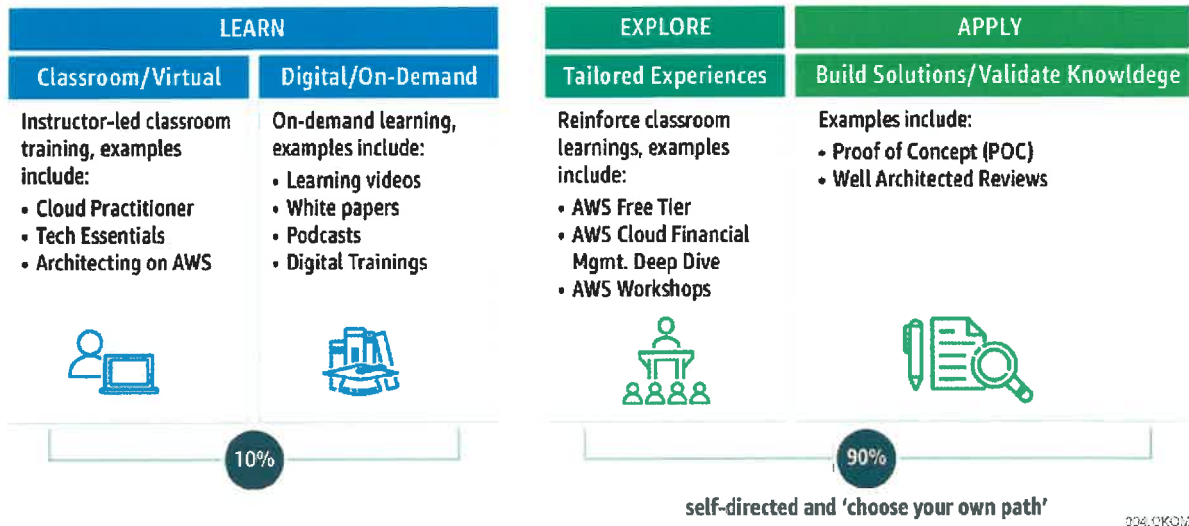 LEARN
Classroom/Virtual
Instructor-led classroom
training, examples
include:
• Cloud Practitioner
• Tech Essentials
• Architecting on AWS
Digital/On-Demand
On-demand learning,
examples include:
• Learning videos
• White papers
• Podcasts
• Digital Trainings
10%
EXPLORE
Tailored Experiences
Reinforce classroom
learnings, examples
include:
• AWS Free Tier
• AWS Cloud Financial
Mgmt. Deep Dive
• AWS Workshops
APPLY
Build Solutions/Validate Knowldege
Examples include:
• Proof of Concept (POC)
• Well Architected Reviews
90%
self-directed and ‘choose your own path’